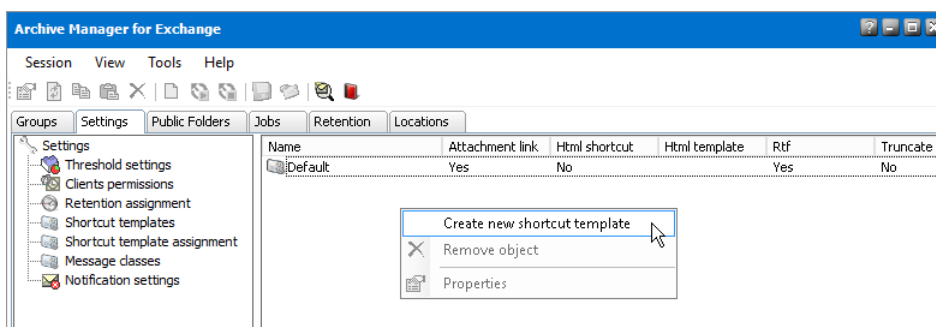 Archive Manager for Exchange
Session View Tools Help
Groups Settings Public Folders Jobs Retention Locations
Settings
Threshold settings
Clients permissions
Retention assignment
Shortcut templates
Shortcut template assignment
Message classes
Notification settings
Name Attachment link Html shortcut Html template Rtf Truncate
Default Yes No Yes No
Create new shortcut template
Remove object
Properties